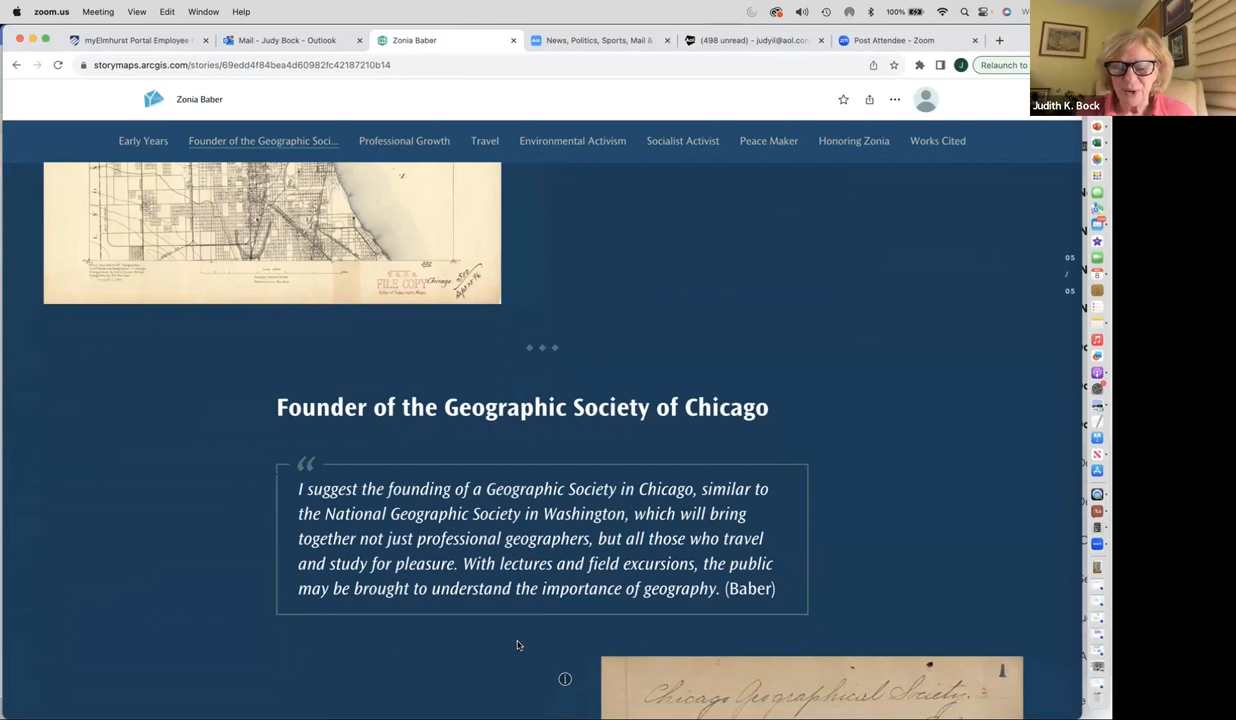 zoom.us Meeting View Edit Window Help
100%
myElmhurst Portal Employee
Mail - Judy Bock - Outlook
Zonia Baber
News, Politics, Sports, Mail &
(498 unread) - judyil@aol.com
Post Attendee - Zoom
storymaps.arcgis.com/stories/69edd4f84bea4d60982fc42187210b14
J
Relaunch to
Judith K. Bock
Zonia Baber
Early Years
Founder of the Geographic Soci...
Professional Growth
Travel
Environmental Activism
Socialist Activist
Peace Maker
Honoring Zonia
Works Cited
FILE COPY
Chicago
05
/
05
Founder of the Geographic Society of Chicago
“
I suggest the founding of a Geographic Society in Chicago, similar to
the National Geographic Society in Washington, which will bring
together not just professional geographers, but all those who travel
and study for pleasure. With lectures and field excursions, the public
may be brought to understand the importance of geography. (Baber)
Chicago Geographical Society.